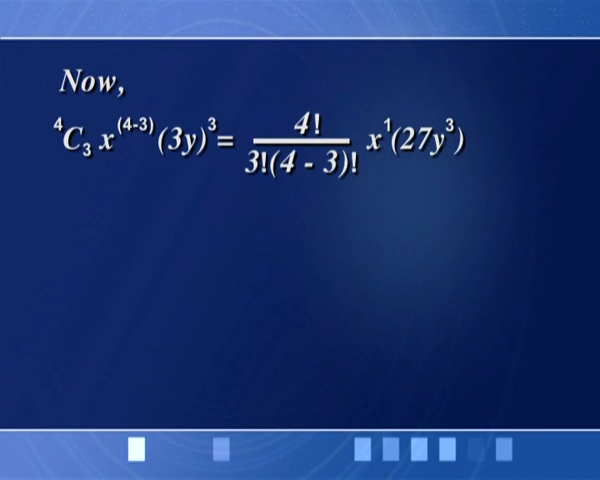 Now,
⁴C₃ x⁽⁴⁻³⁾ (3y)³ = 4! / 3!(4 - 3)! x¹(27y³)